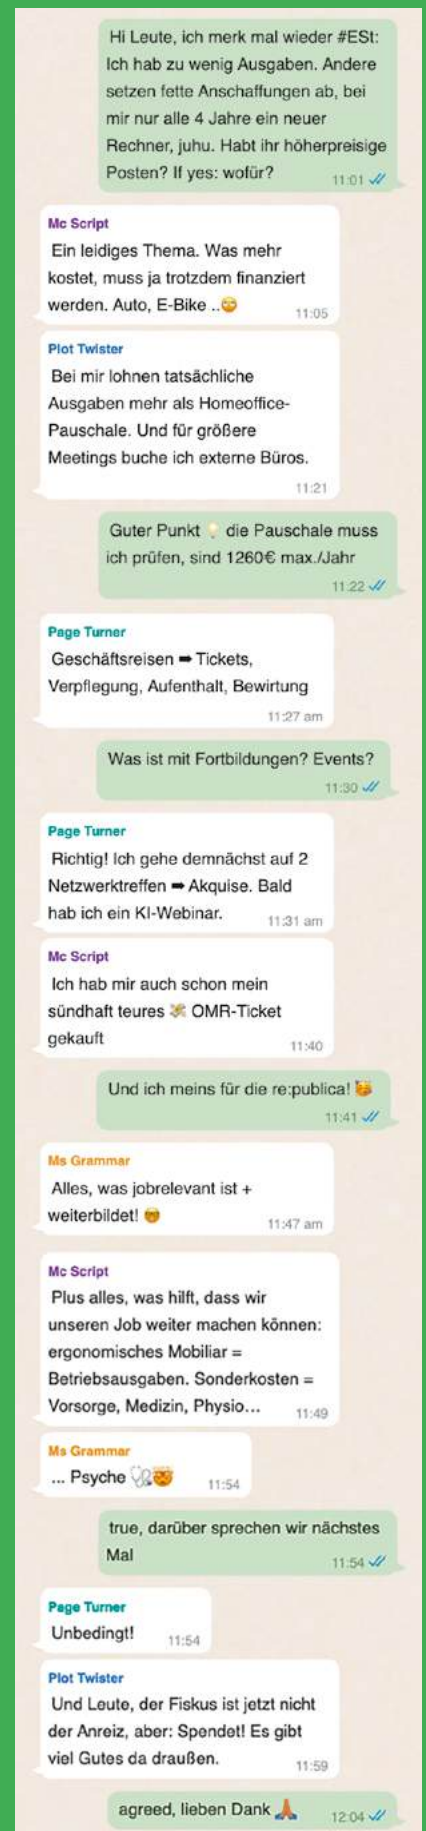 Hi Leute, ich merk mal wieder #ESt:
Ich hab zu wenig Ausgaben. Andere
setzen fette Anschaffungen ab, bei
mir nur alle 4 Jahre ein neuer
Rechner, juhu. Habt ihr höherpreisige
Posten? If yes: wofür?
11:01
Mc Script
Ein leidiges Thema. Was mehr
kostet, muss ja trotzdem finanziert
werden. Auto, E-Bike ..🙄
11:05
Plot Twister
Bei mir lohnen tatsächliche
Ausgaben mehr als Homeoffice-
Pauschale. Und für größere
Meetings buche ich externe Büros.
11:21
Guter Punkt 💡 die Pauschale muss
ich prüfen, sind 1260€ max./Jahr
11:22
Page Turner
Geschäftsreisen ➡ Tickets,
Verpflegung, Aufenthalt, Bewirtung
11:27 am
Was ist mit Fortbildungen? Events?
11:30
Page Turner
Richtig! Ich gehe demnächst auf 2
Netzwerktreffen ➡ Akquise. Bald
hab ich ein KI-Webinar.
11:31 am
Mc Script
Ich hab mir auch schon mein
sündhaft teures 💸 OMR-Ticket
gekauft
11:40
Und ich meins für die re:publica! 🥳
11:41
Ms Grammar
Alles, was jobrelevant ist +
weiterbildet! 🤓
11:47 am
Mc Script
Plus alles, was hilft, dass wir
unseren Job weiter machen können:
ergonomisches Mobiliar =
Betriebsausgaben. Sonderkosten =
Vorsorge, Medizin, Physio...
11:49
Ms Grammar
... Psyche 🩺🤯
11:54
true, darüber sprechen wir nächstes
Mal
11:54
Page Turner
Unbedingt!
11:54
Plot Twister
Und Leute, der Fiskus ist jetzt nicht
der Anreiz, aber: Spendet! Es gibt
viel Gutes da draußen.
11:59
agreed, lieben Dank 🙏
12:04